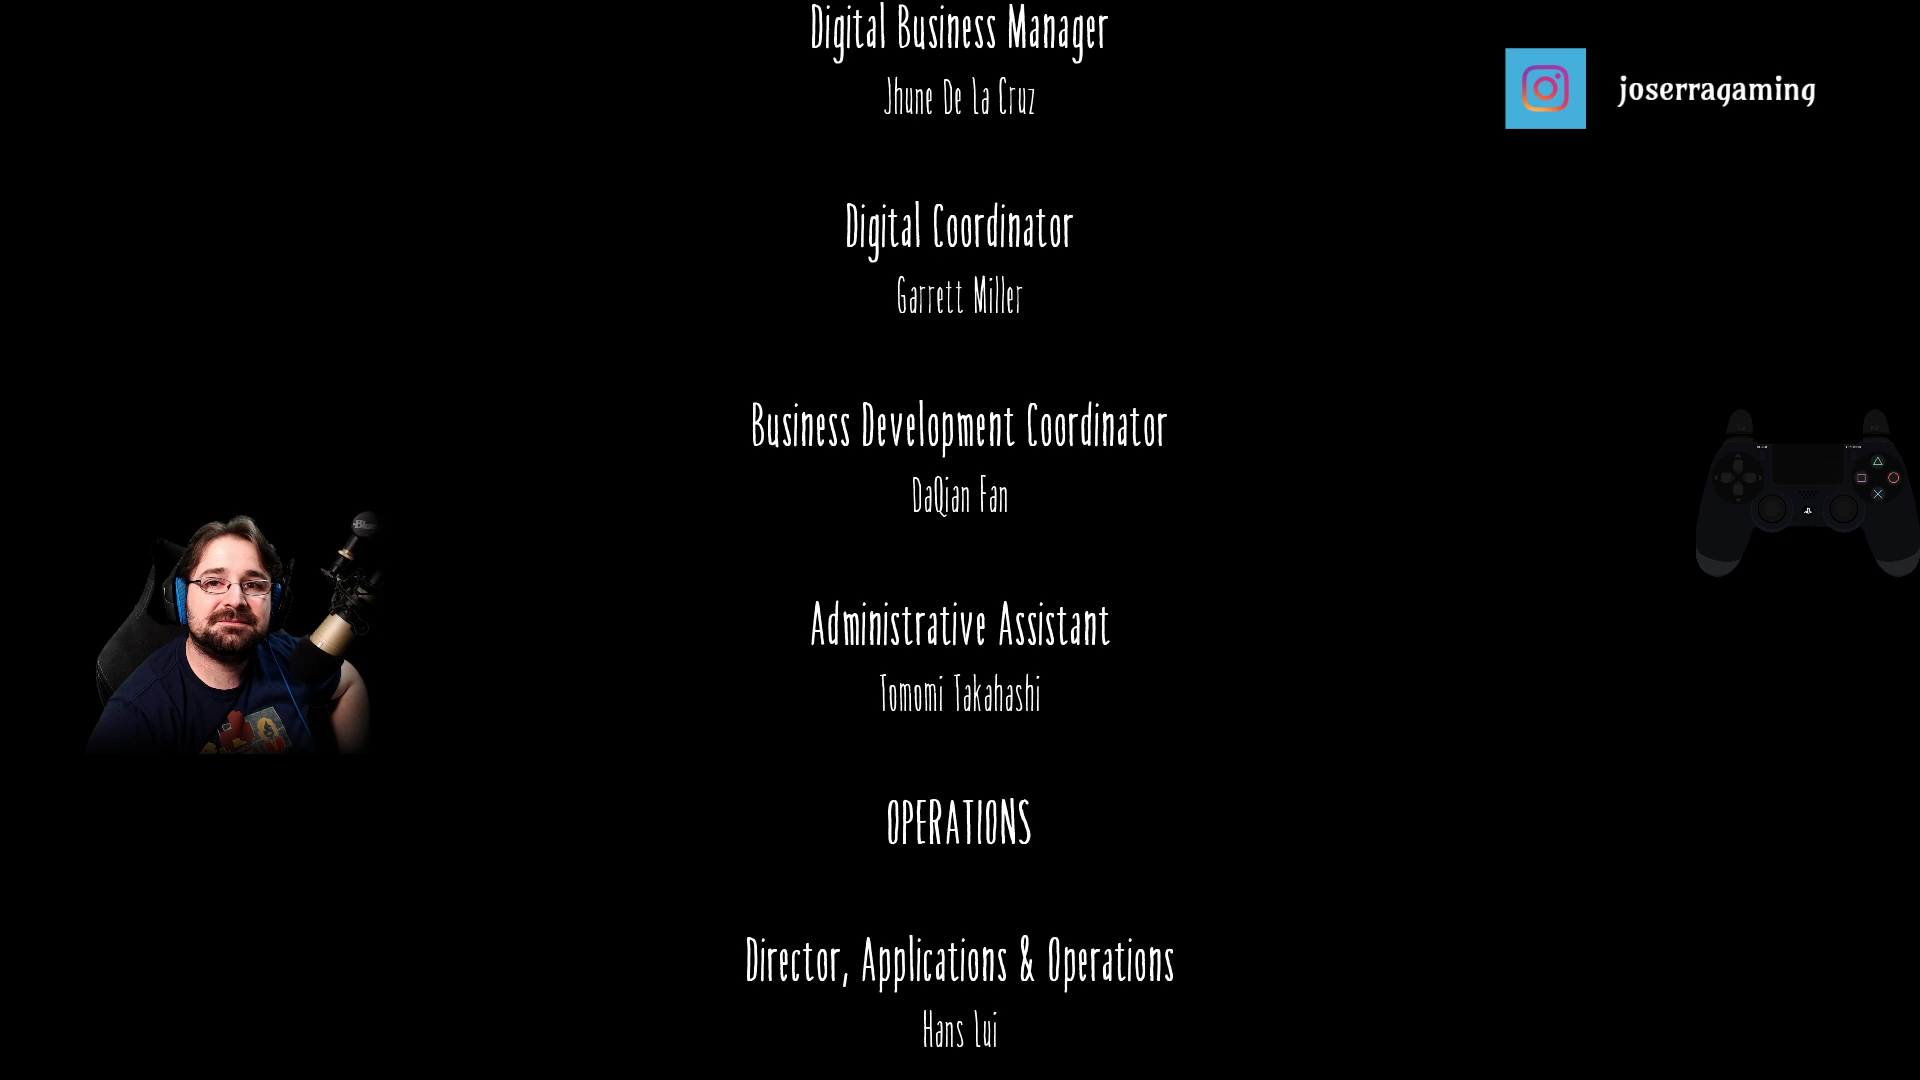 Digital Business Manager
Jhune De La Cruz
joserragaming
Digital Coordinator
Garrett Miller
Business Development Coordinator
DaQian Fan
Blue
Administrative Assistant
Tomomi Takahashi
OPERATIONS
Director, Applications & Operations
Hans Lui